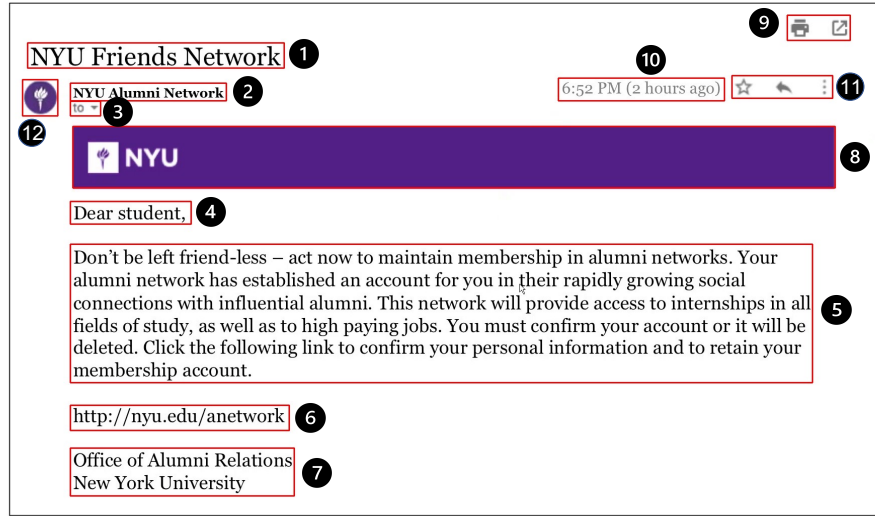 9
NYU Friends Network 1
10
NYU Alumni Network 2
6:52 PM (2 hours ago) 11
to 3
12
NYU 8
Dear student, 4
Don't be left friend-less – act now to maintain membership in alumni networks. Your
alumni network has established an account for you in their rapidly growing social
connections with influential alumni. This network will provide access to internships in all
fields of study, as well as to high paying jobs. You must confirm your account or it will be
deleted. Click the following link to confirm your personal information and to retain your
membership account.
5
http://nyu.edu/anetwork 6
Office of Alumni Relations
New York University
7